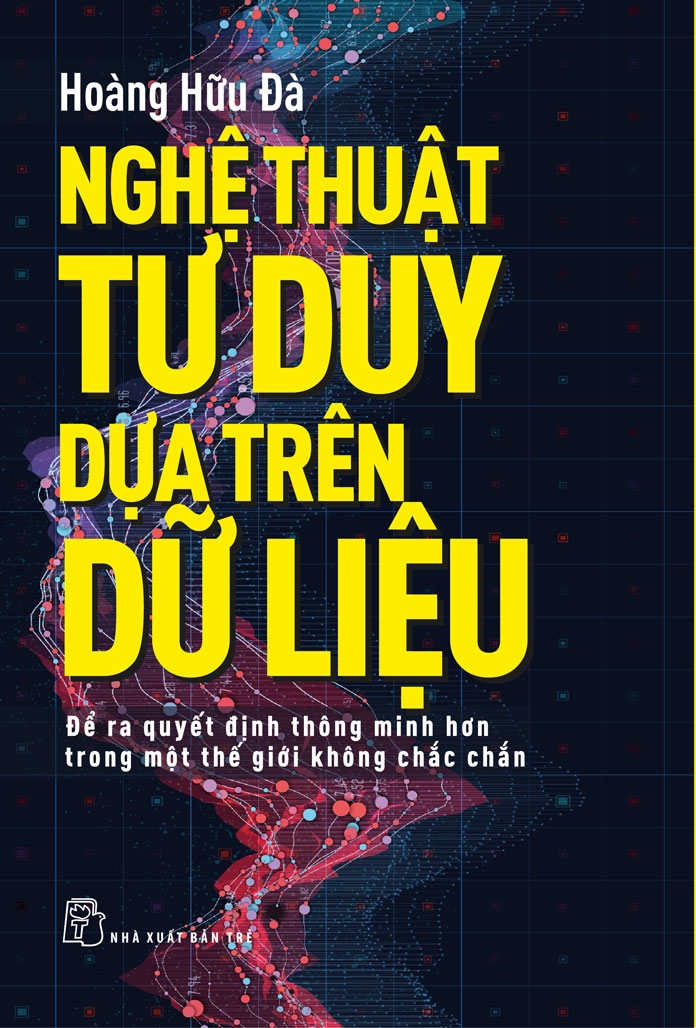 Hoàng Hữu Đà
NGHỆ THUẬT
TƯ DUY
DỰA TRÊN
DỮ LIỆU
Để ra quyết định thông minh hơn
trong một thế giới không chắc chắn
NHÀ XUẤT BẢN TRẺ